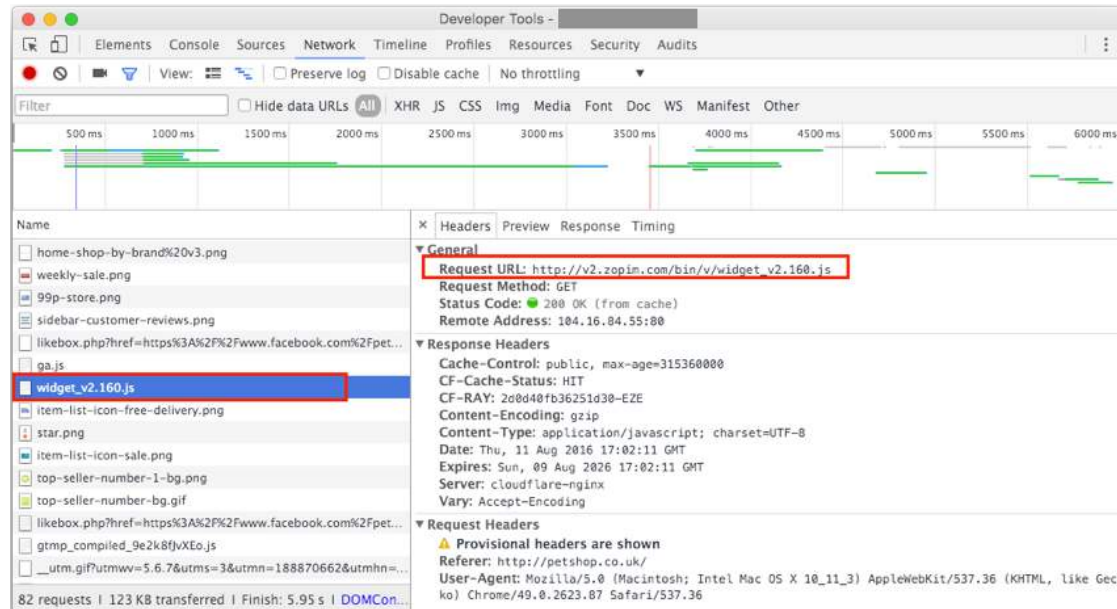 Developer Tools -
Elements Console Sources Network Timeline Profiles Resources Security Audits
View: Preserve log Disable cache No throttling
Filter Hide data URLs All XHR JS CSS Img Media Font Doc WS Manifest Other
500 ms 1000 ms 1500 ms 2000 ms 2500 ms 3000 ms 3500 ms 4000 ms 4500 ms 5000 ms 5500 ms 6000 ms
Name
home-shop-by-brand%20v3.png
weekly-sale.png
99p-store.png
sidebar-customer-reviews.png
likebox.php?href=https%3A%2F%2Fwww.facebook.com%2Fpet...
ga.js
widget_v2.160.js
item-list-icon-free-delivery.png
star.png
item-list-icon-sale.png
top-seller-number-1-bg.png
top-seller-number-bg.gif
likebox.php?href=https%3A%2F%2Fwww.facebook.com%2Fpet...
gtmp_compiled_9e2k8fJvXEo.js
__utm.gif?utmwv=5.6.7&utms=3&utmn=188870662&utmhn=...
82 requests | 123 KB transferred | Finish: 5.95 s | DOMCon...
× Headers Preview Response Timing
General
Request URL: http://v2.zopim.com/bin/v/widget_v2.160.js
Request Method: GET
Status Code: 200 OK (from cache)
Remote Address: 104.16.84.55:80
Response Headers
Cache-Control: public, max-age=315360000
CF-Cache-Status: HIT
CF-RAY: 2d0d40fb36251d30-EZE
Content-Encoding: gzip
Content-Type: application/javascript; charset=UTF-8
Date: Thu, 11 Aug 2016 17:02:11 GMT
Expires: Sun, 09 Aug 2026 17:02:11 GMT
Server: cloudflare-nginx
Vary: Accept-Encoding
Request Headers
Provisional headers are shown
Referer: http://petshop.co.uk/
User-Agent: Mozilla/5.0 (Macintosh; Intel Mac OS X 10_11_3) AppleWebKit/537.36 (KHTML, like Gec
ko) Chrome/49.0.2623.87 Safari/537.36